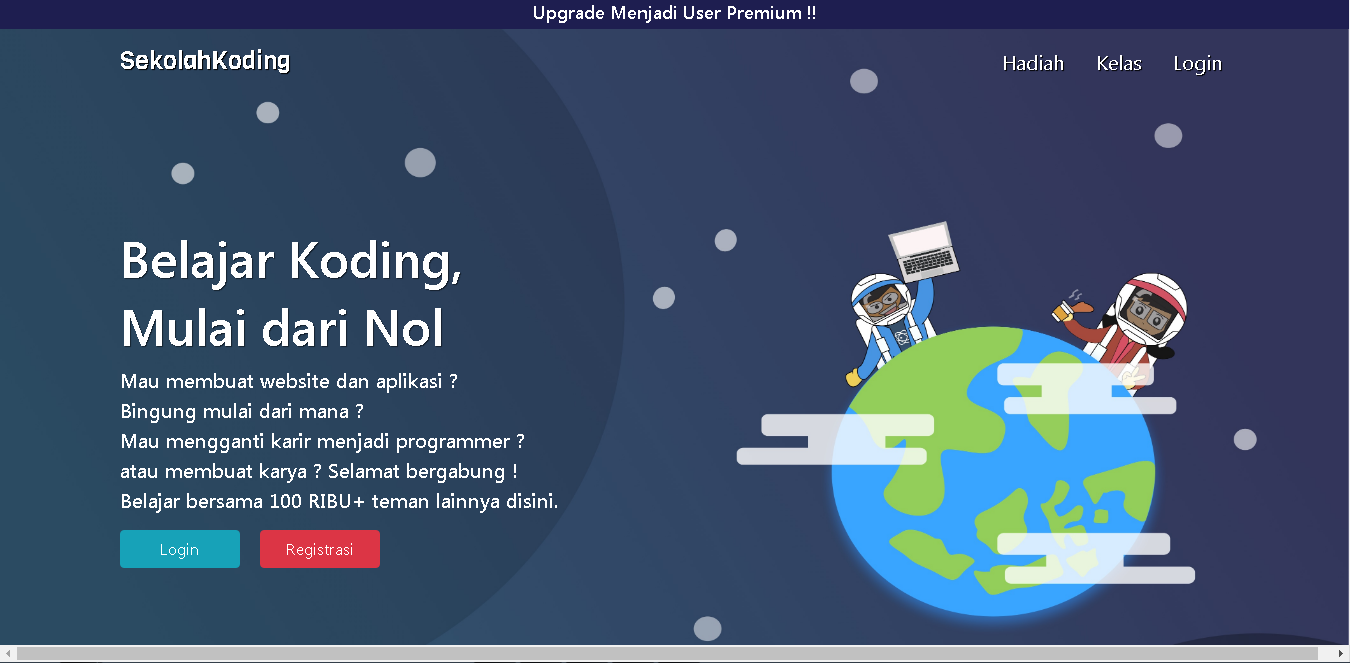 Upgrade Menjadi User Premium !!
SekolahKoding
Hadiah Kelas Login
Belajar Koding,
Mulai dari Nol
Mau membuat website dan aplikasi ?
Bingung mulai dari mana ?
Mau mengganti karir menjadi programmer ?
atau membuat karya ? Selamat bergabung !
Belajar bersama 100 RIBU+ teman lainnya disini.
Login Registrasi